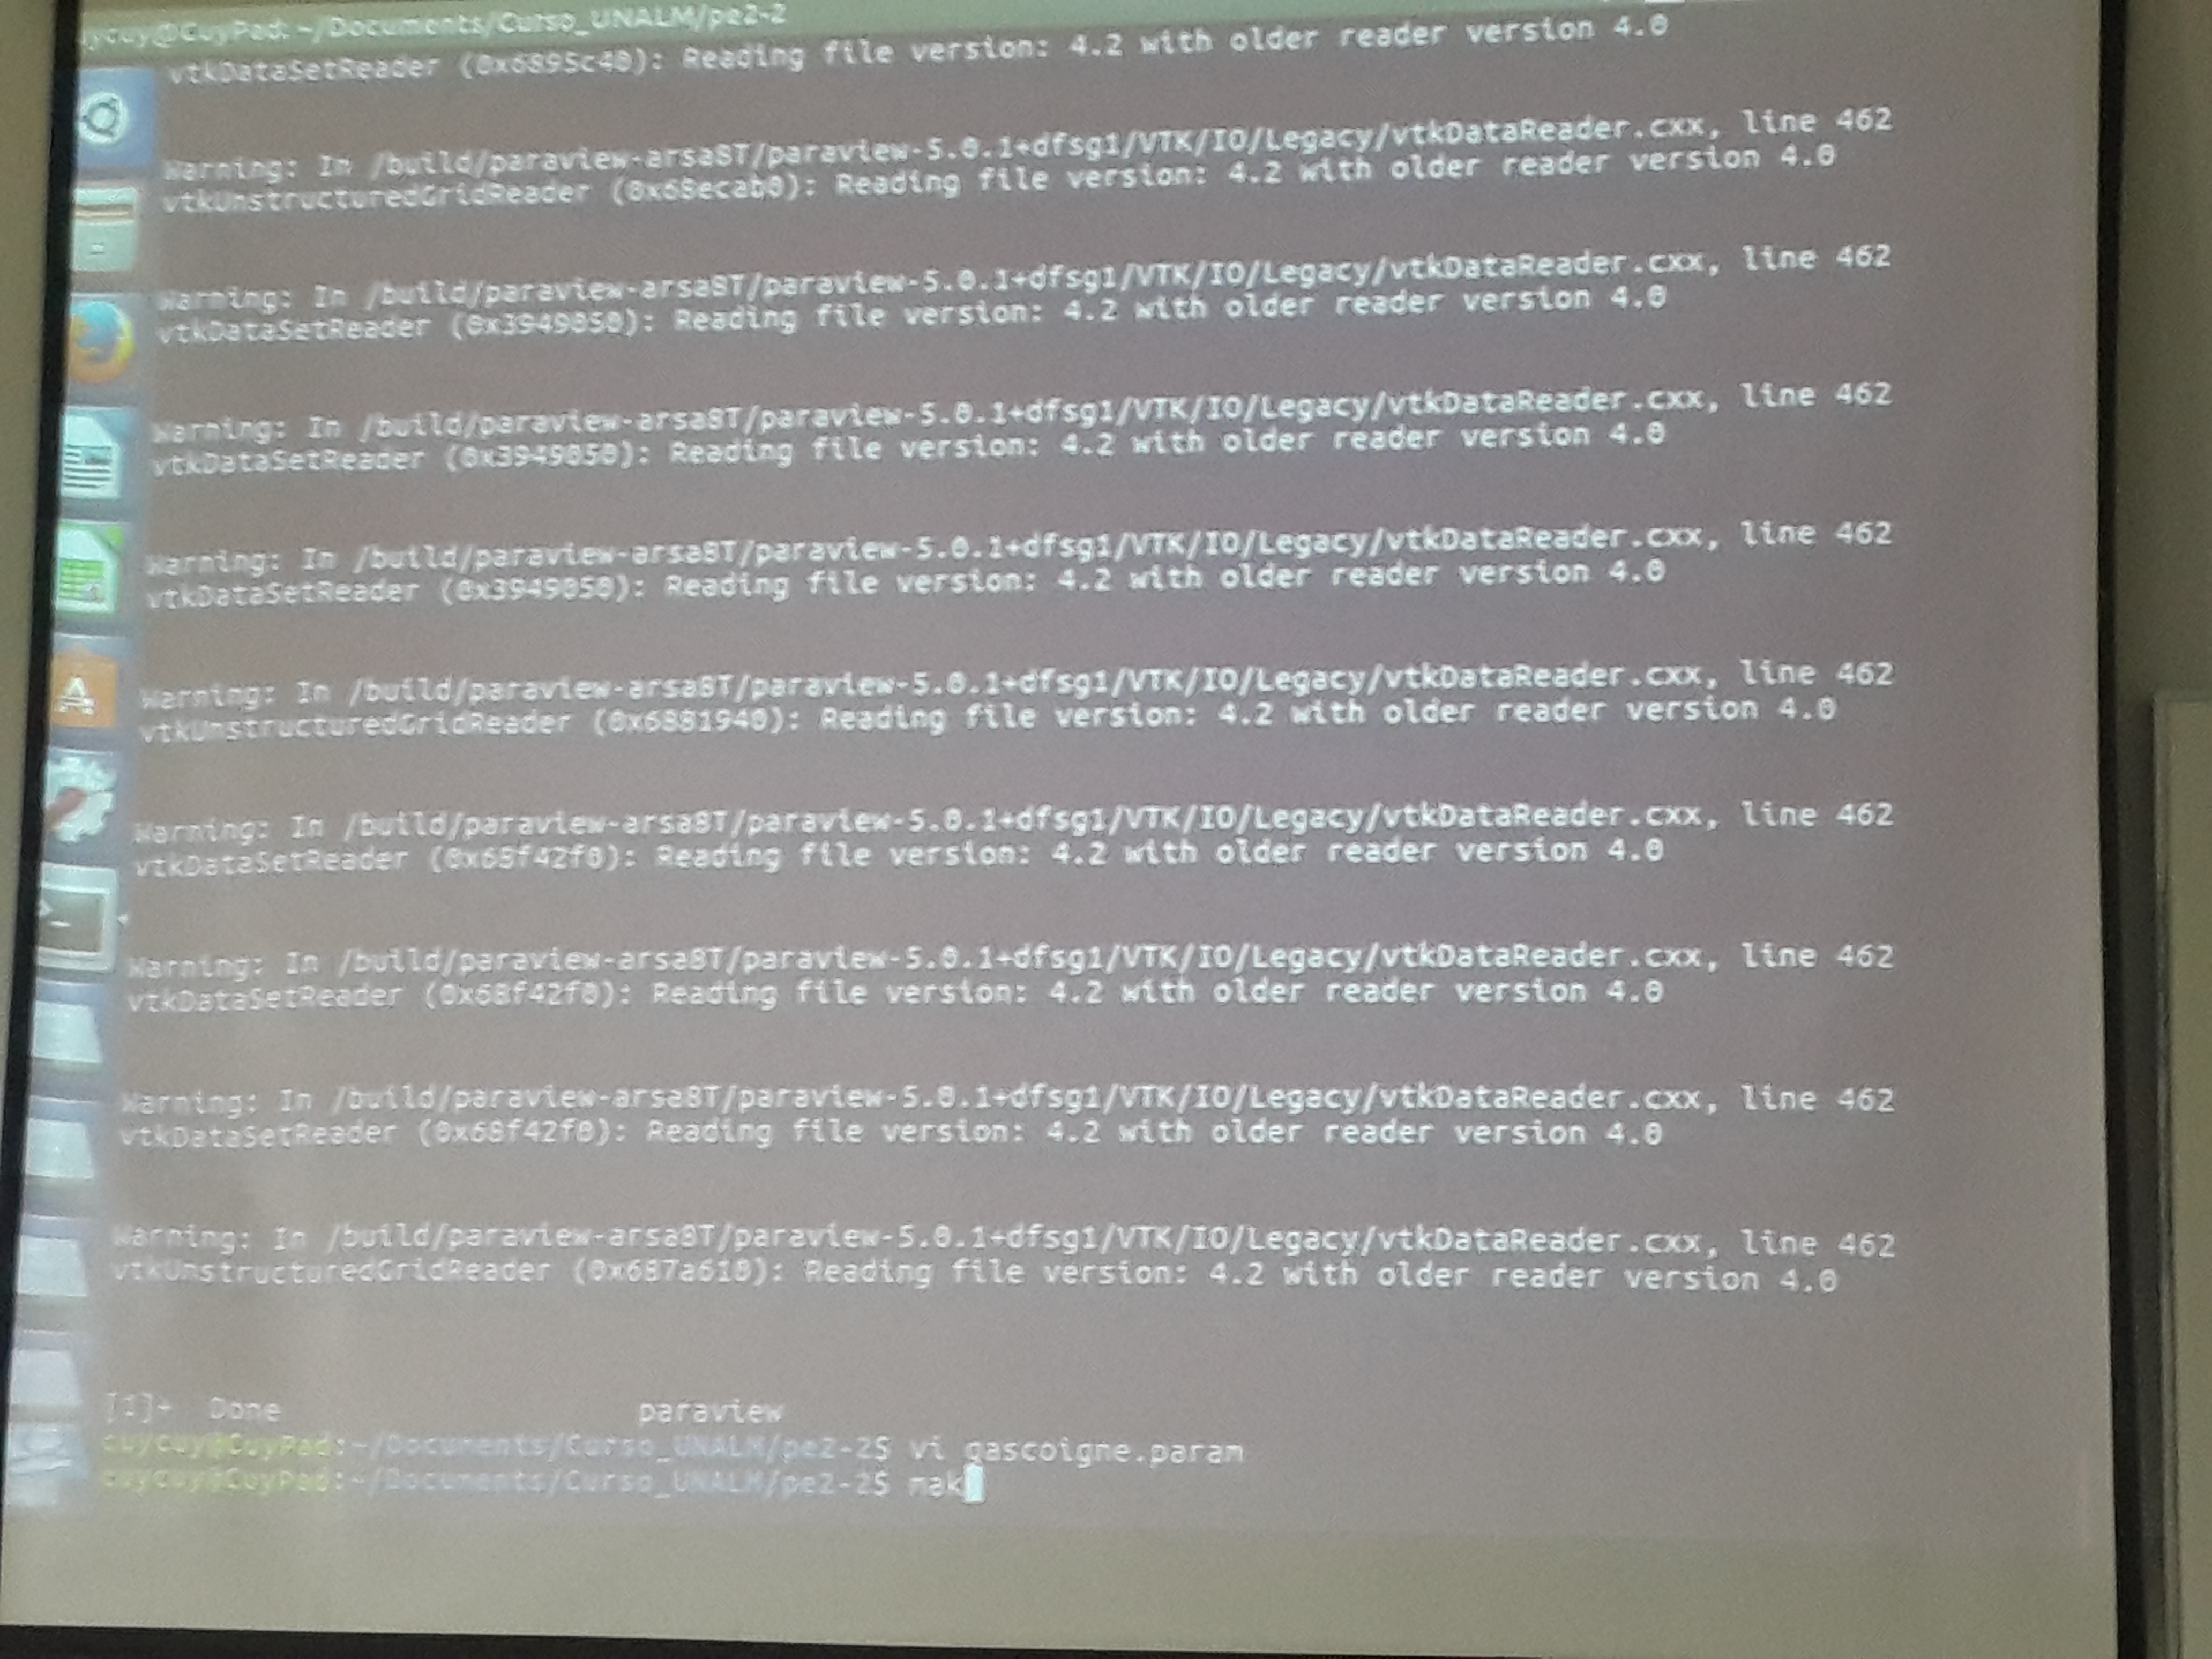 cuycuy@CuyPad: ~/Documents/Curso_UNALM/pe2-2
vtkDataSetReader (0x6895c40): Reading file version: 4.2 with older reader version 4.0
Warning: In /build/paraview-arsa8T/paraview-5.0.1+dfsg1/VTK/IO/Legacy/vtkDataReader.cxx, line 462
vtkUnstructuredGridReader (0x68ecab0): Reading file version: 4.2 with older reader version 4.0
Warning: In /build/paraview-arsa8T/paraview-5.0.1+dfsg1/VTK/IO/Legacy/vtkDataReader.cxx, line 462
vtkDataSetReader (0x3949050): Reading file version: 4.2 with older reader version 4.0
Warning: In /build/paraview-arsa8T/paraview-5.0.1+dfsg1/VTK/IO/Legacy/vtkDataReader.cxx, line 462
vtkDataSetReader (0x3949050): Reading file version: 4.2 with older reader version 4.0
Warning: In /build/paraview-arsa8T/paraview-5.0.1+dfsg1/VTK/IO/Legacy/vtkDataReader.cxx, line 462
vtkDataSetReader (0x3949050): Reading file version: 4.2 with older reader version 4.0
Warning: In /build/paraview-arsa8T/paraview-5.0.1+dfsg1/VTK/IO/Legacy/vtkDataReader.cxx, line 462
vtkUnstructuredGridReader (0x6881940): Reading file version: 4.2 with older reader version 4.0
Warning: In /build/paraview-arsa8T/paraview-5.0.1+dfsg1/VTK/IO/Legacy/vtkDataReader.cxx, line 462
vtkDataSetReader (0x68f42f0): Reading file version: 4.2 with older reader version 4.0
Warning: In /build/paraview-arsa8T/paraview-5.0.1+dfsg1/VTK/IO/Legacy/vtkDataReader.cxx, line 462
vtkDataSetReader (0x68f42f0): Reading file version: 4.2 with older reader version 4.0
Warning: In /build/paraview-arsa8T/paraview-5.0.1+dfsg1/VTK/IO/Legacy/vtkDataReader.cxx, line 462
vtkDataSetReader (0x68f42f0): Reading file version: 4.2 with older reader version 4.0
Warning: In /build/paraview-arsa8T/paraview-5.0.1+dfsg1/VTK/IO/Legacy/vtkDataReader.cxx, line 462
vtkUnstructuredGridReader (0x687a610): Reading file version: 4.2 with older reader version 4.0
[1]+ Done paraview
cuycuy@CuyPad:~/Documents/Curso_UNALM/pe2-2$ vi gascoigne.param
cuycuy@CuyPad:~/Documents/Curso_UNALM/pe2-2$ mak